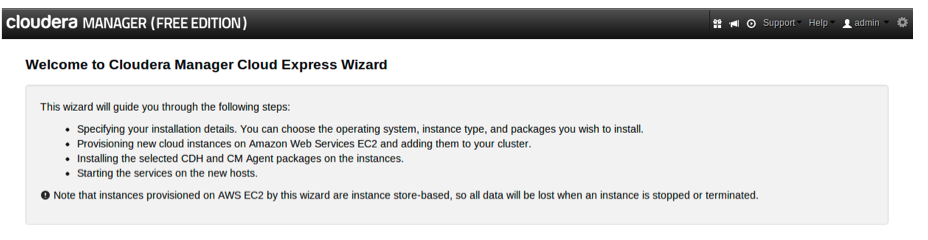 cloudera MANAGER (FREE EDITION) Support Help admin
Welcome to Cloudera Manager Cloud Express Wizard
This wizard will guide you through the following steps:
• Specifying your installation details. You can choose the operating system, instance type, and packages you wish to install.
• Provisioning new cloud instances on Amazon Web Services EC2 and adding them to your cluster.
• Installing the selected CDH and CM Agent packages on the instances.
• Starting the services on the new hosts.
Note that instances provisioned on AWS EC2 by this wizard are instance store-based, so all data will be lost when an instance is stopped or terminated.